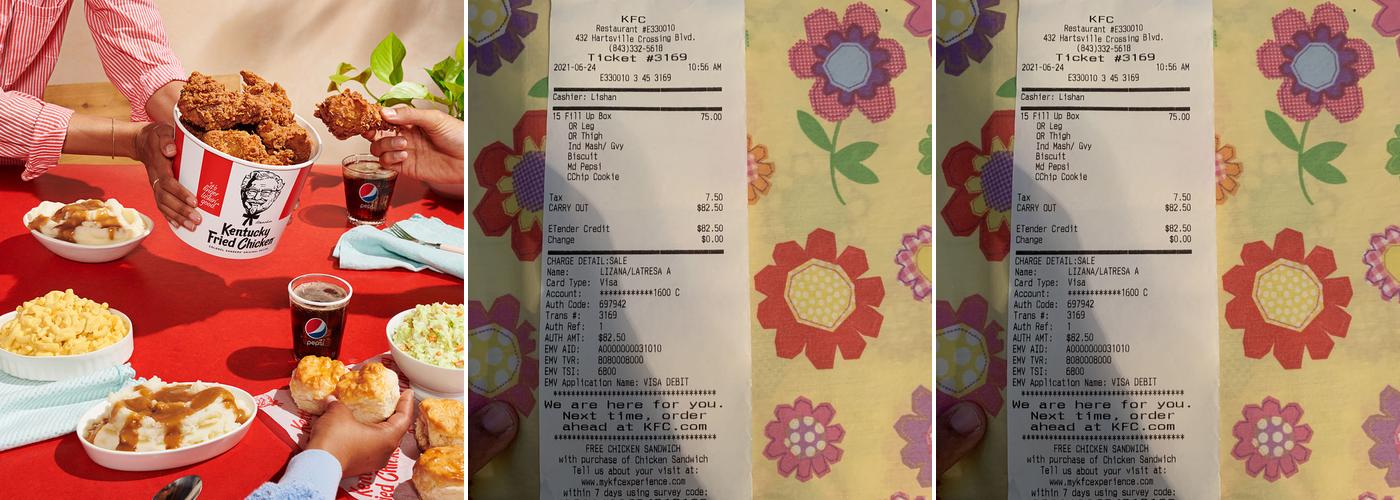 "it's
finger
lickin'
good"
Kentucky
Fried Chicken
pepsi
pepsi
KFC
Restaurant #E330010
432 Hartsville Crossing Blvd.
(843)332-5618
Ticket #3169
2021-06-24 10:56 AM
E330010 3 45 3169
Cashier: Lishan
15 Fill Up Box 75.00
OR Leg
OR Thigh
Ind Mash/ Gvy
Biscuit
Md Pepsi
CChip Cookie
Tax 7.50
CARRY OUT $82.50
ETender Credit $82.50
Change $0.00
CHARGE DETAIL:SALE
Name: LIZANA/LATRESA A
Card Type: Visa
Account: ************1600 C
Auth Code: 697942
Trans #: 3169
Auth Ref: 1
AUTH AMT: $82.50
EMV AID: A0000000031010
EMV TVR: 8080008000
EMV TSI: 6800
EMV Application Name: VISA DEBIT
****************************************
We are here for you.
Next time, order
ahead at KFC.com
****************************************
FREE CHICKEN SANDWICH
with purchase of Chicken Sandwich
Tell us about your visit at:
www.mykfcexperience.com
within 7 days using survey code:
KFC
Restaurant #E330010
432 Hartsville Crossing Blvd.
(843)332-5618
Ticket #3169
2021-06-24 10:56 AM
E330010 3 45 3169
Cashier: Lishan
15 Fill Up Box 75.00
OR Leg
OR Thigh
Ind Mash/ Gvy
Biscuit
Md Pepsi
CChip Cookie
Tax 7.50
CARRY OUT $82.50
ETender Credit $82.50
Change $0.00
CHARGE DETAIL:SALE
Name: LIZANA/LATRESA A
Card Type: Visa
Account: ************1600 C
Auth Code: 697942
Trans #: 3169
Auth Ref: 1
AUTH AMT: $82.50
EMV AID: A0000000031010
EMV TVR: 8080008000
EMV TSI: 6800
EMV Application Name: VISA DEBIT
****************************************
We are here for you.
Next time, order
ahead at KFC.com
****************************************
FREE CHICKEN SANDWICH
with purchase of Chicken Sandwich
Tell us about your visit at:
www.mykfcexperience.com
within 7 days using survey code: